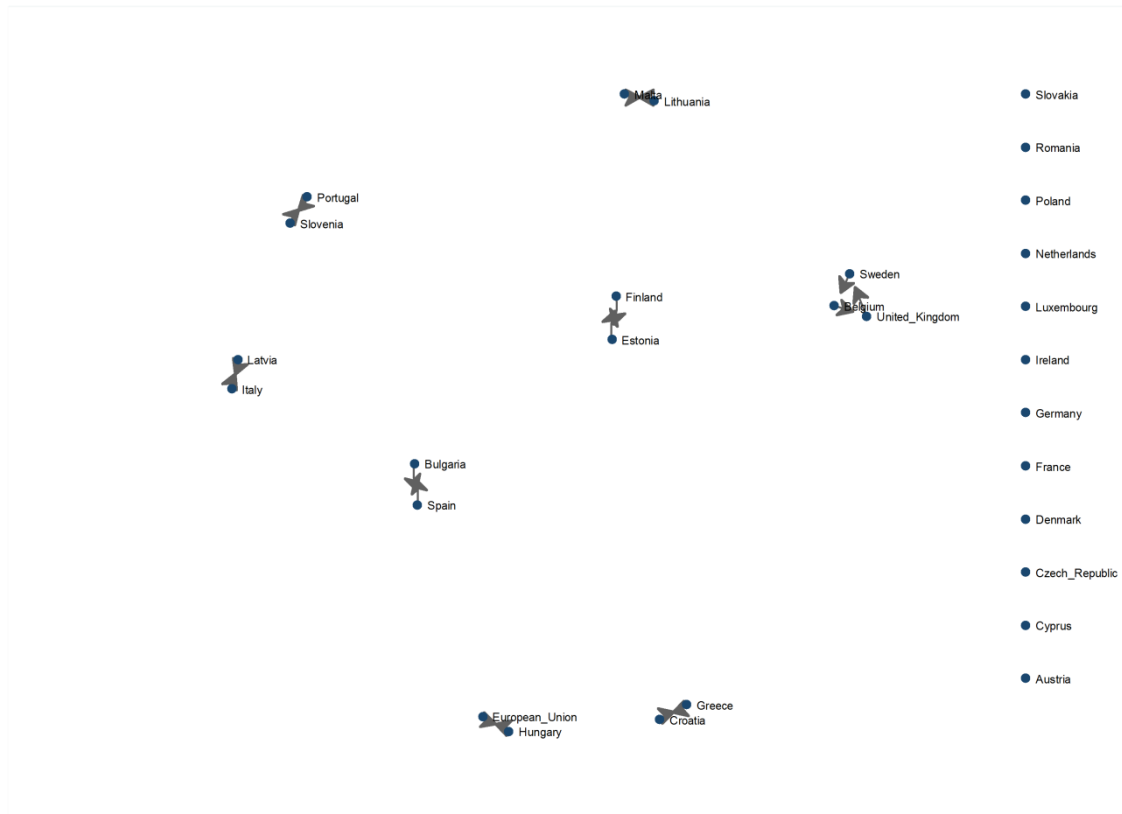 Malta
Lithuania
Slovakia
Romania
Portugal
Poland
Slovenia
Netherlands
Sweden
Finland
Belgium
Luxembourg
United_Kingdom
Estonia
Latvia
Ireland
Italy
Germany
Bulgaria
France
Spain
Denmark
Czech_Republic
Cyprus
Austria
Greece
European_Union
Croatia
Hungary